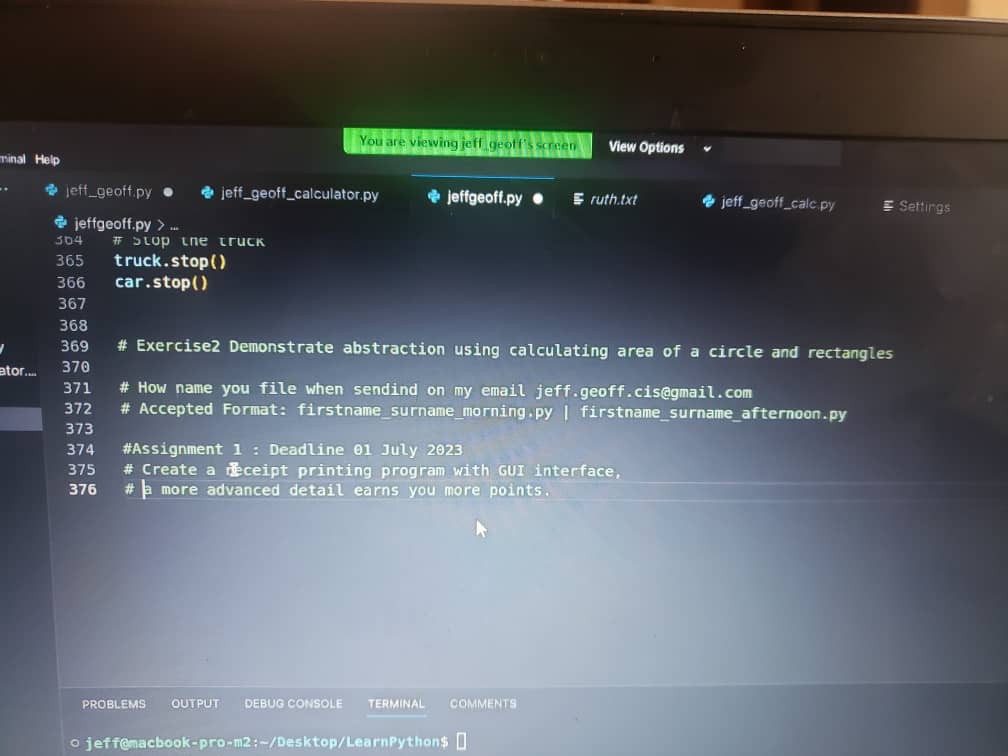 You are viewing jeff_geoff's screen
View Options
minal Help
jeff_geoff.py
jeff_geoff_calculator.py
jeffgeoff.py
ruth.txt
jeff_geoff_calc.py
Settings
jeffgeoff.py > ...
364 # Stop the truck
365 truck.stop()
366 car.stop()
367
368
369 # Exercise2 Demonstrate abstraction using calculating area of a circle and rectangles
370
371 # How name you file when sendind on my email jeff.geoff.cis@gmail.com
372 # Accepted Format: firstname_surname_morning.py | firstname_surname_afternoon.py
373
374 #Assignment 1 : Deadline 01 July 2023
375 # Create a receipt printing program with GUI interface,
376 # a more advanced detail earns you more points.
ator....
PROBLEMS OUTPUT DEBUG CONSOLE TERMINAL COMMENTS
jeff@macbook-pro-m2:~/Desktop/LearnPython$